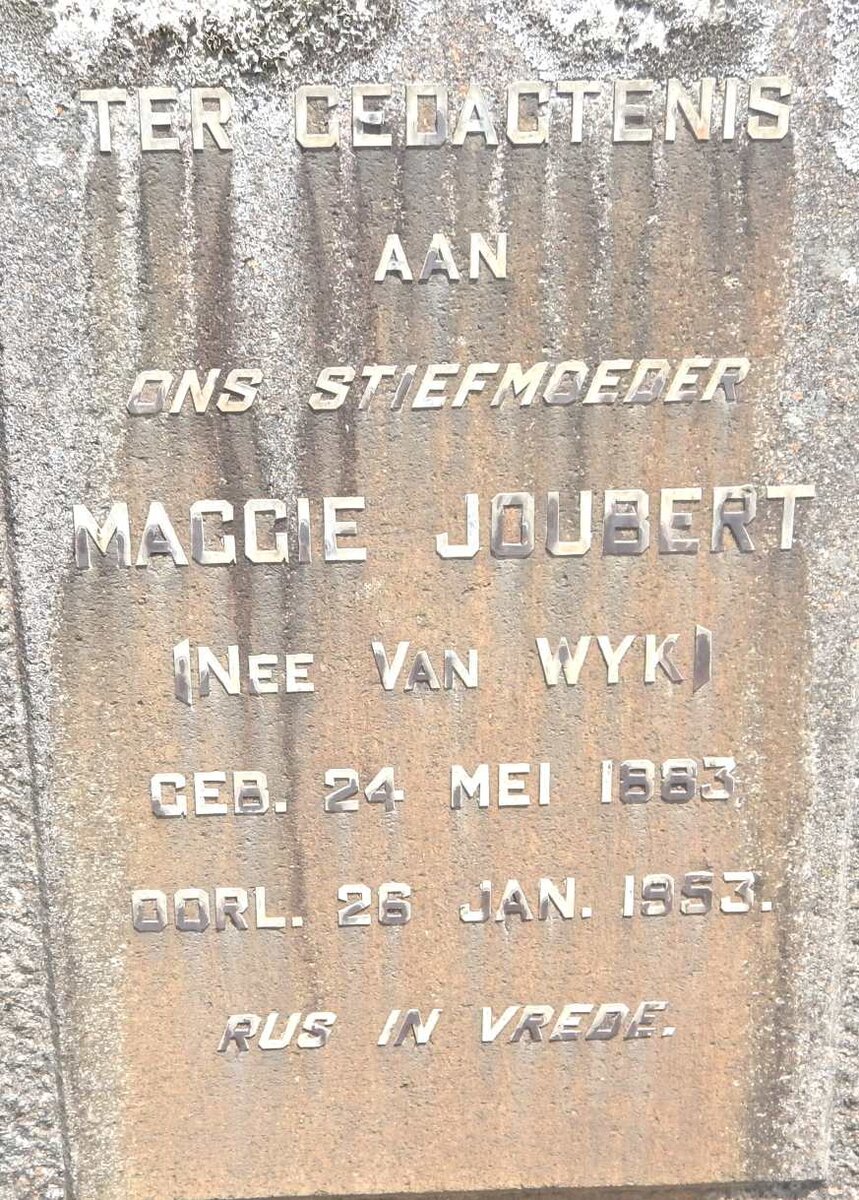 TER GEDAGTENIS
AAN
ONS STIEFMOEDER
MAGGIE JOUBERT
(NEE VAN WYK)
GEB. 24 MEI 1883
OORL. 26 JAN. 1953.
RUS IN VREDE.